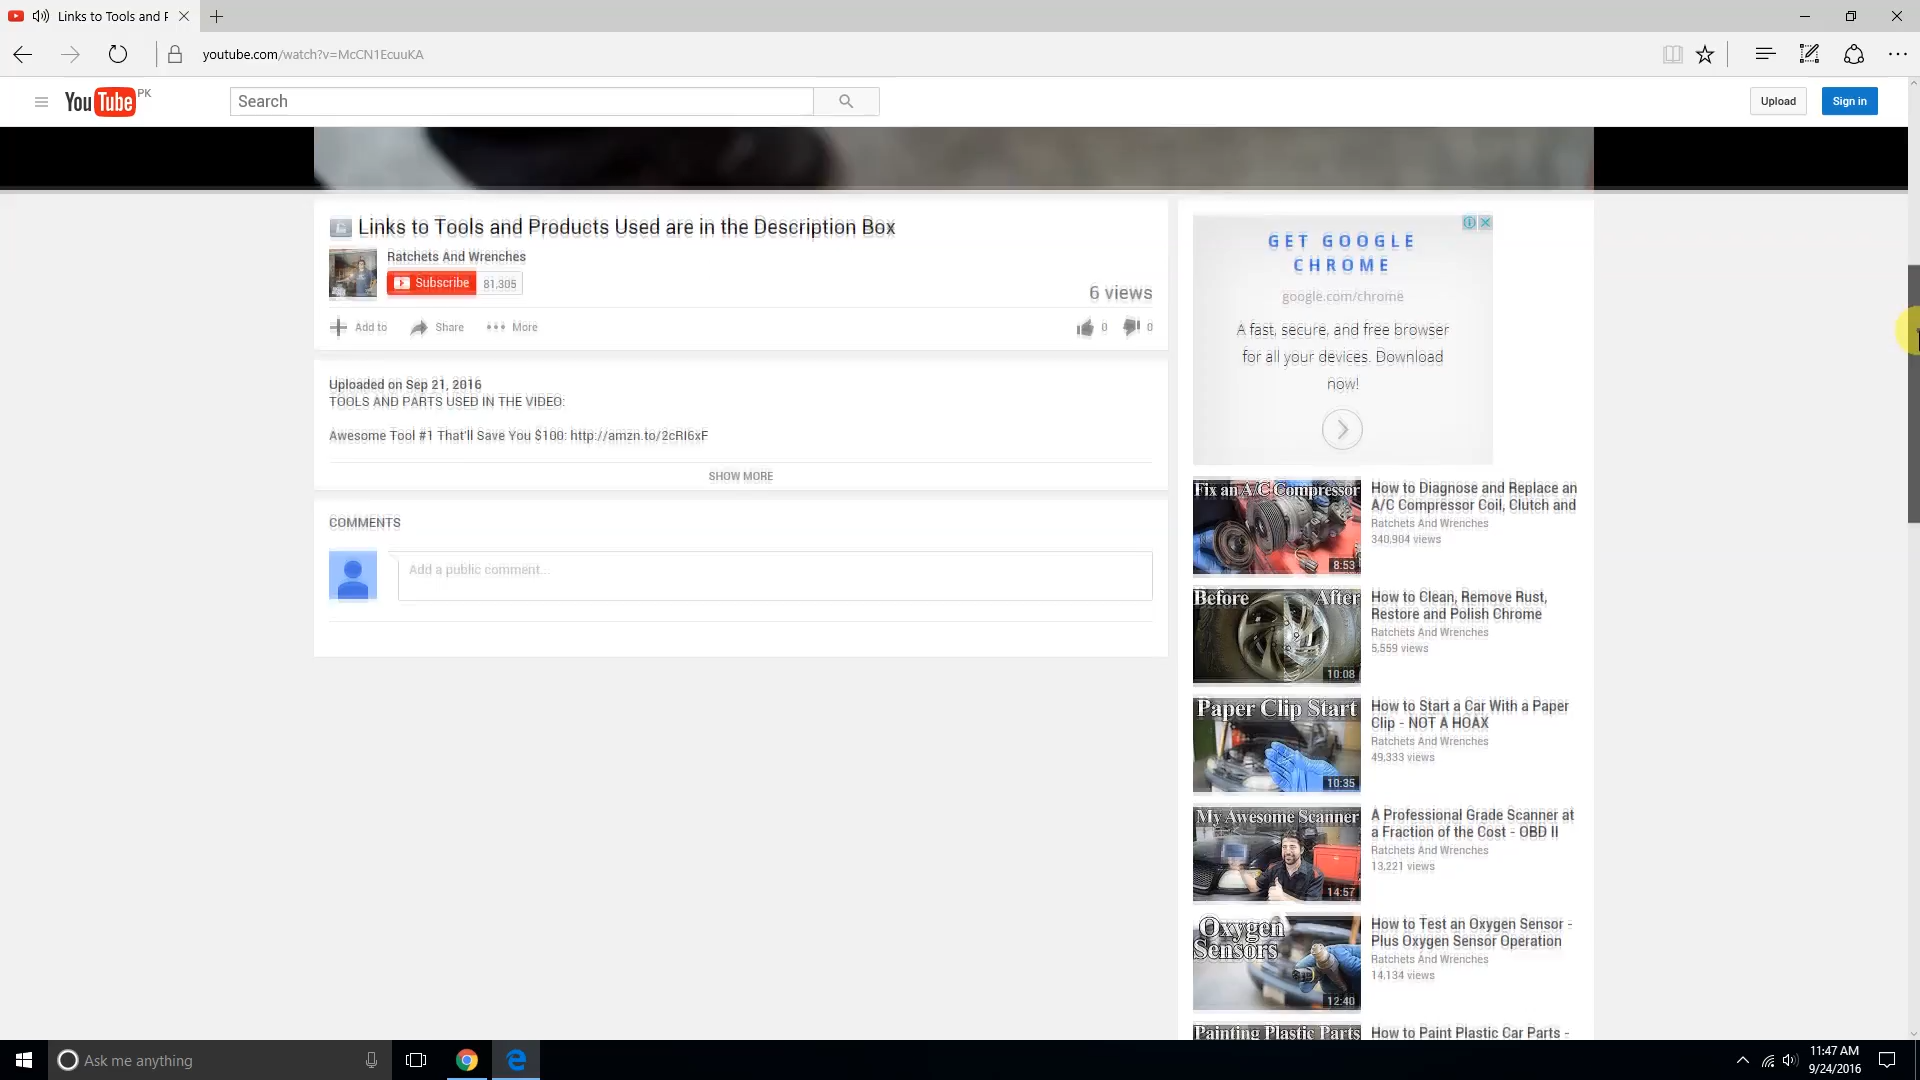 Links to Tools and P
youtube.com/watch?v=McCN1EcuuKA
YouTube PK
Search
Upload
Sign in
Links to Tools and Products Used are in the Description Box
Ratchets And Wrenches
Subscribe 81,305
6 views
Add to Share More
0 0
Uploaded on Sep 21, 2016
TOOLS AND PARTS USED IN THE VIDEO:
Awesome Tool #1 That'll Save You $100: http://amzn.to/2cRI6xF
SHOW MORE
COMMENTS
Add a public comment...
GET GOOGLE
CHROME
google.com/chrome
A fast, secure, and free browser
for all your devices. Download
now!
Fix an A/C Compressor
8:53
How to Diagnose and Replace an
A/C Compressor Coil, Clutch and
Ratchets And Wrenches
340,904 views
Before After
10:08
How to Clean, Remove Rust,
Restore and Polish Chrome
Ratchets And Wrenches
5,559 views
Paper Clip Start
10:35
How to Start a Car With a Paper
Clip - NOT A HOAX
Ratchets And Wrenches
49,333 views
My Awesome Scanner
14:57
A Professional Grade Scanner at
a Fraction of the Cost - OBD II
Ratchets And Wrenches
13,221 views
Oxygen
Sensors
12:40
How to Test an Oxygen Sensor -
Plus Oxygen Sensor Operation
Ratchets And Wrenches
14,134 views
Painting Plastic Parts
How to Paint Plastic Car Parts -
Ask me anything
11:47 AM
9/24/2016